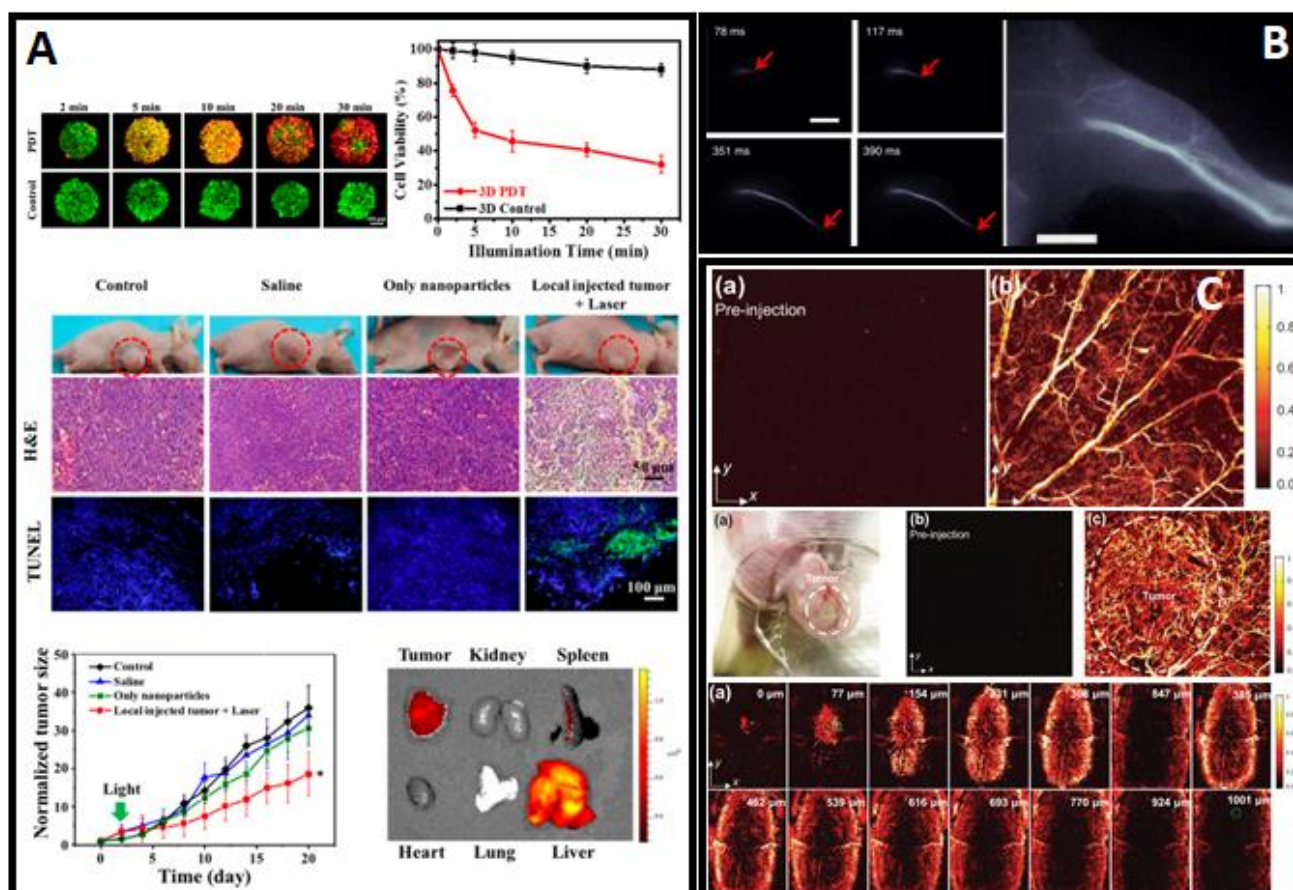 A
2 min 5 min 10 min 20 min 30 min
PDT
Control
100
80
60
40
20
0
Cell Viability (%)
3D PDT
3D Control
0 5 10 15 20 25 30
Illumination Time (min)
Control Saline Only nanoparticles Local injected tumor
+ Laser
H&E
50 μm
TUNEL
100 μm
50
40
30
20
10
0
Normalized tumor size
Control
Saline
Only nanoparticles
Local injected tumor + Laser
Light
*
0 5 10 15 20
Time (day)
Tumor Kidney Spleen
Heart Lung Liver
B
78 ms 117 ms
351 ms 390 ms
C
(a)
Pre-injection
y
x
(b)
y
1
0.8
0.6
0.4
0.2
0.0
(a)
Tumor
(b)
Pre-injection
y
x
(c)
Tumor
(a)
0 μm 77 μm 154 μm 231 μm 308 μm 847 μm 385 μm
y
x
462 μm 539 μm 616 μm 693 μm 770 μm 924 μm 1001 μm